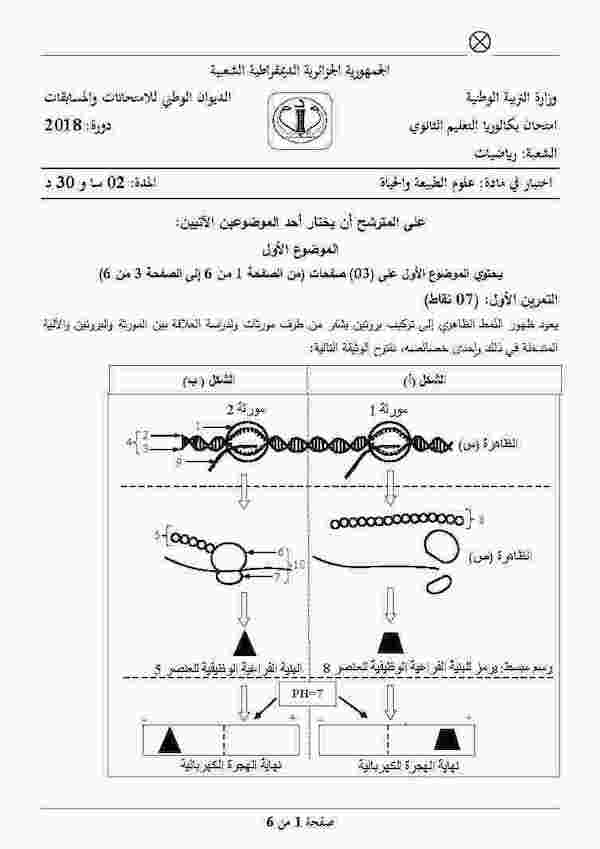 الجمهورية الجزائرية الديمقراطية الشعبية
وزارة التربية الوطنية الديوان الوطني للامتحانات والمسابقات
امتحان بكالوريا التعليم الثانوي دورة: 2018
الشعبة: رياضيات
اختبار في مادة: علوم الطبيعة والحياة المدة: 02 سا و 30 د
على المترشح أن يختار أحد الموضوعين الآتيين:
الموضوع الأول
يحتوي الموضوع الأول على (03) صفحات (من الصفحة 1 من 6 إلى الصفحة 3 من 6)
التمرين الأول: (07 نقاط)
يعود ظهور النمط الظاهري إلى تركيب بروتين يشفر من طرف مورثات ولدراسة العلاقة بين المورثة والبروتين والآلية
المتدخلة في ذلك وإحدى خصائصه، نقترح الوثيقة التالية:
الشكل (أ) الشكل (ب)
مورثة 1 مورثة 2
1
2
3
4
9
الظاهرة (س)
8
5
6
7
10
الظاهرة (ص)
رسم مبسط: يرمز للبنية الفراغية الوظيفية للعنصر 8 البنية الفراغية الوظيفية للعنصر 5
PH=7
- + - +
نهاية الهجرة الكهربائية نهاية الهجرة الكهربائية
صفحة 1 من 6